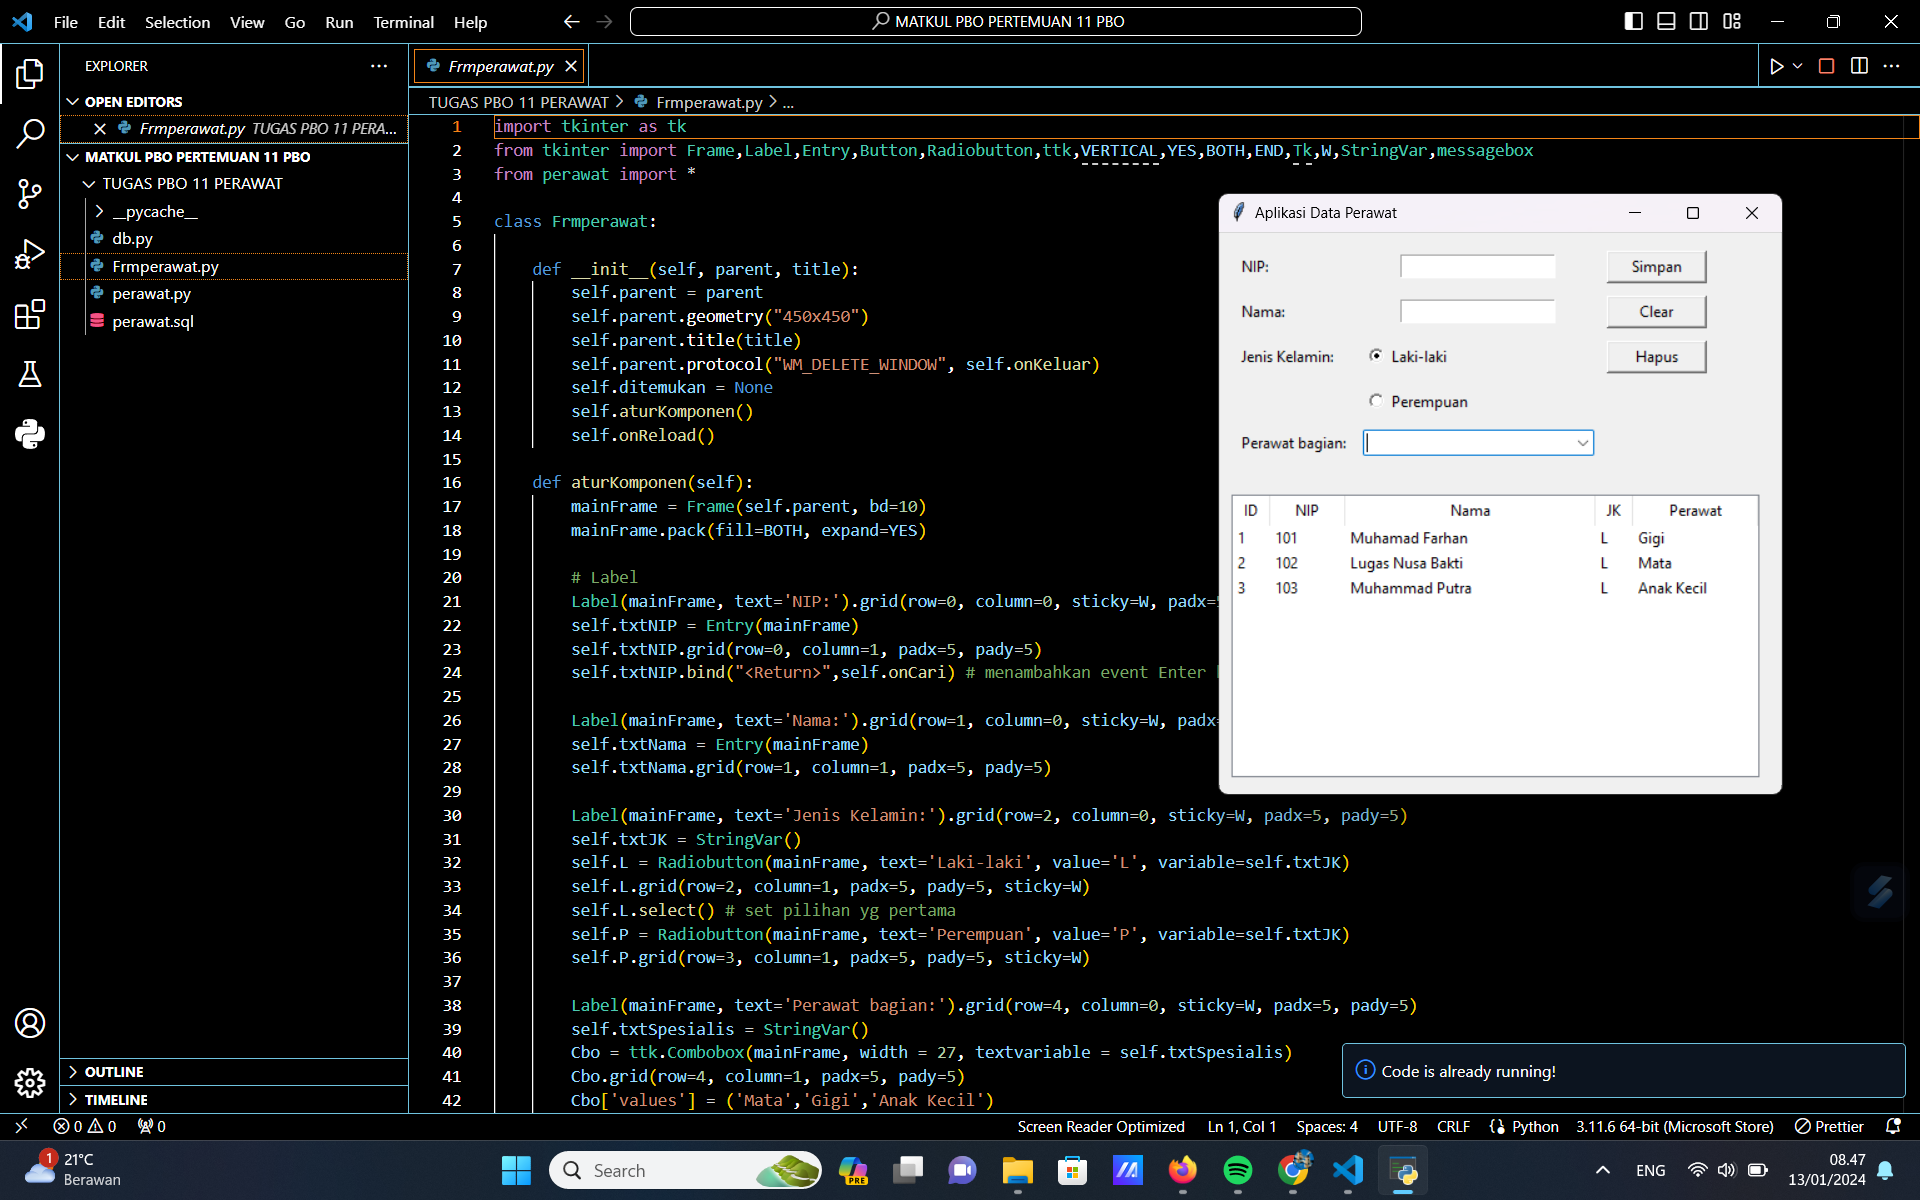 File Edit Selection View Go Run Terminal Help
MATKUL PBO PERTEMUAN 11 PBO
EXPLORER
OPEN EDITORS
Frmperawat.py TUGAS PBO 11 PERA...
MATKUL PBO PERTEMUAN 11 PBO
TUGAS PBO 11 PERAWAT
__pycache__
db.py
Frmperawat.py
perawat.py
perawat.sql
OUTLINE
TIMELINE
Frmperawat.py
TUGAS PBO 11 PERAWAT > Frmperawat.py > ...
1 import tkinter as tk
2 from tkinter import Frame,Label,Entry,Button,Radiobutton,ttk,VERTICAL,YES,BOTH,END,Tk,W,StringVar,messagebox
3 from perawat import *
4
5 class Frmperawat:
6
7 def __init__(self, parent, title):
8 self.parent = parent
9 self.parent.geometry("450x450")
10 self.parent.title(title)
11 self.parent.protocol("WM_DELETE_WINDOW", self.onKeluar)
12 self.ditemukan = None
13 self.aturKomponen()
14 self.onReload()
15
16 def aturKomponen(self):
17 mainFrame = Frame(self.parent, bd=10)
18 mainFrame.pack(fill=BOTH, expand=YES)
19
20 # Label
21 Label(mainFrame, text='NIP:').grid(row=0, column=0, sticky=W, padx=
22 self.txtNIP = Entry(mainFrame)
23 self.txtNIP.grid(row=0, column=1, padx=5, pady=5)
24 self.txtNIP.bind("<Return>",self.onCari) # menambahkan event Enter
25
26 Label(mainFrame, text='Nama:').grid(row=1, column=0, sticky=W, padx=
27 self.txtNama = Entry(mainFrame)
28 self.txtNama.grid(row=1, column=1, padx=5, pady=5)
29
30 Label(mainFrame, text='Jenis Kelamin:').grid(row=2, column=0, sticky=W, padx=5, pady=5)
31 self.txtJK = StringVar()
32 self.L = Radiobutton(mainFrame, text='Laki-laki', value='L', variable=self.txtJK)
33 self.L.grid(row=2, column=1, padx=5, pady=5, sticky=W)
34 self.L.select() # set pilihan yg pertama
35 self.P = Radiobutton(mainFrame, text='Perempuan', value='P', variable=self.txtJK)
36 self.P.grid(row=3, column=1, padx=5, pady=5, sticky=W)
37
38 Label(mainFrame, text='Perawat bagian:').grid(row=4, column=0, sticky=W, padx=5, pady=5)
39 self.txtSpesialis = StringVar()
40 Cbo = ttk.Combobox(mainFrame, width = 27, textvariable = self.txtSpesialis)
41 Cbo.grid(row=4, column=1, padx=5, pady=5)
42 Cbo['values'] = ('Mata','Gigi','Anak Kecil')
Aplikasi Data Perawat
NIP: Simpan
Nama: Clear
Jenis Kelamin: Laki-laki Hapus
Perempuan
Perawat bagian:
ID NIP Nama JK Perawat
1 101 Muhamad Farhan L Gigi
2 102 Lugas Nusa Bakti L Mata
3 103 Muhammad Putra L Anak Kecil
Code is already running!
0 0 0 Screen Reader Optimized Ln 1, Col 1 Spaces: 4 UTF-8 CRLF Python 3.11.6 64-bit (Microsoft Store) Prettier
1
21°C
Berawan
Search
PRE
ENG
08.47
13/01/2024